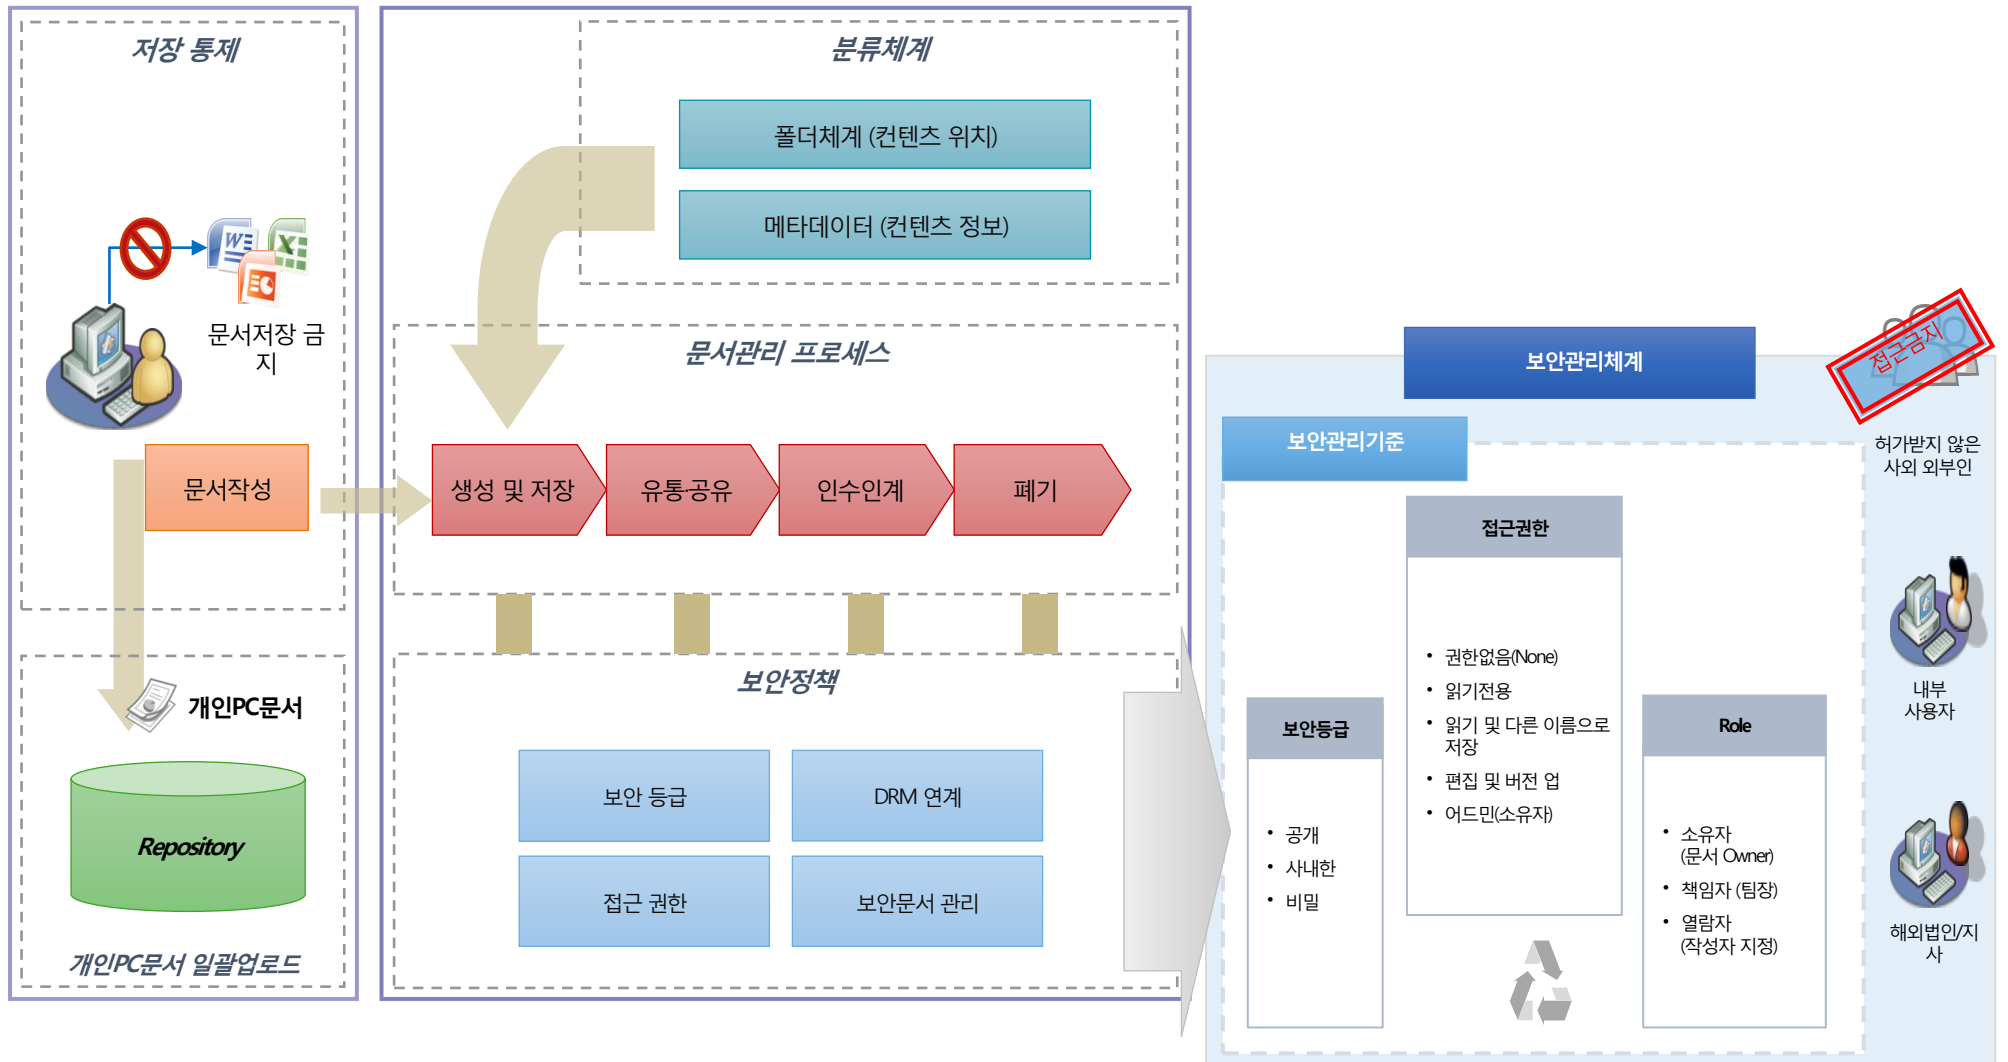 저장 통제
문서저장 금
지
문서작성
개인PC문서
Repository
개인PC문서 일괄업로드
분류체계
폴더체계 (컨텐츠 위치)
메타데이터 (컨텐츠 정보)
문서관리 프로세스
생성 및 저장
유통·공유
인수인계
폐기
보안정책
보안 등급
DRM 연계
접근 권한
보안문서 관리
보안관리체계
보안관리기준
보안등급
• 공개
• 사내한
• 비밀
접근권한
• 권한없음(None)
• 읽기전용
• 읽기 및 다른 이름으로
저장
• 편집 및 버전 업
• 어드민(소유자)
Role
• 소유자
(문서 Owner)
• 책임자 (팀장)
• 열람자
(작성자 지정)
접근금지
허가받지 않은
사외 외부인
내부
사용자
해외법인/지
사